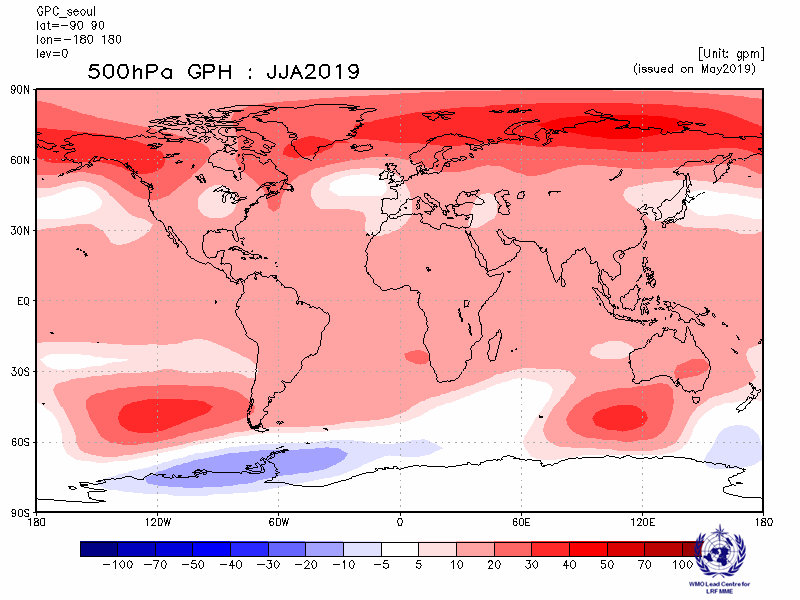 GPC_seoul
lat=-90 90
lon=-180 180
lev=0
[Unit: gpm]
500hPa GPH : JJA2019
(issued on May2019)
90N
60N
30N
EQ
30S
60S
90S
180 120W 60W 0 60E 120E 180
-100 -70 -50 -40 -30 -20 -10 -5 5 10 20 30 40 50 70 100
WMO Lead Centre for
LRF MME